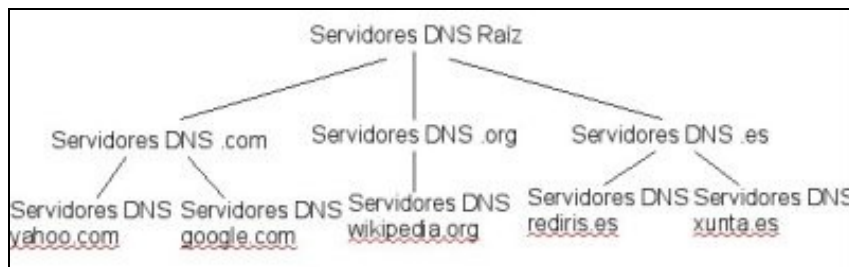 Servidores DNS Raíz
Servidores DNS .com
Servidores DNS .org
Servidores DNS .es
Servidores DNS
yahoo.com
Servidores DNS
google.com
Servidores DNS
wikipedia.org
Servidores DNS
rediris.es
Servidores DNS
xunta.es